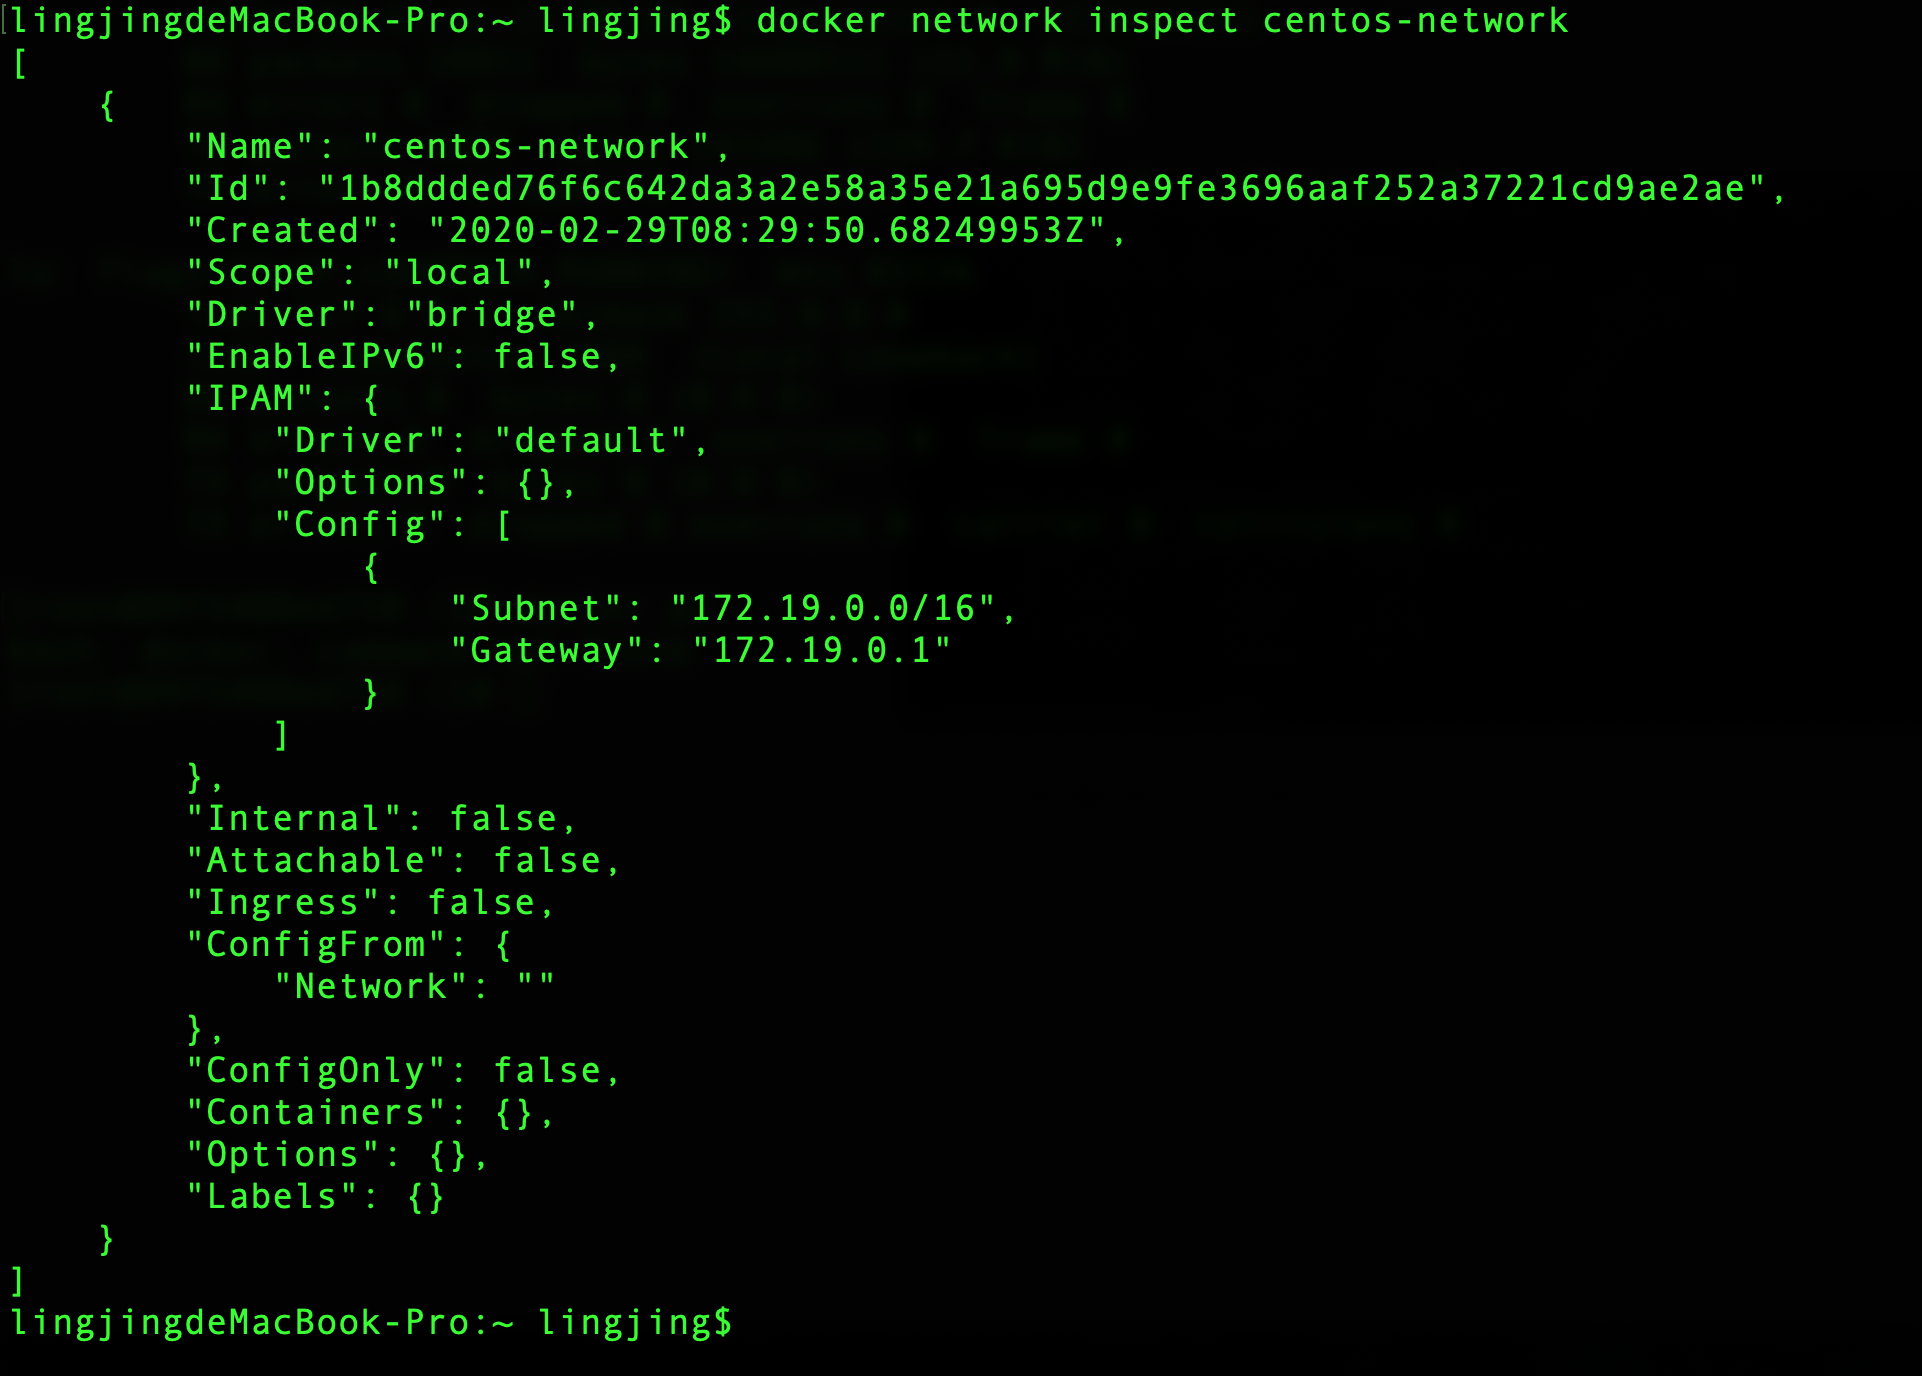 [lingjingdeMacBook-Pro:~ lingjing$ docker network inspect centos-network
[
    {
        "Name": "centos-network",
        "Id": "1b8ddded76f6c642da3a2e58a35e21a695d9e9fe3696aaf252a37221cd9ae2ae",
        "Created": "2020-02-29T08:29:50.68249953Z",
        "Scope": "local",
        "Driver": "bridge",
        "EnableIPv6": false,
        "IPAM": {
            "Driver": "default",
            "Options": {},
            "Config": [
                {
                    "Subnet": "172.19.0.0/16",
                    "Gateway": "172.19.0.1"
                }
            ]
        },
        "Internal": false,
        "Attachable": false,
        "Ingress": false,
        "ConfigFrom": {
            "Network": ""
        },
        "ConfigOnly": false,
        "Containers": {},
        "Options": {},
        "Labels": {}
    }
]
lingjingdeMacBook-Pro:~ lingjing$